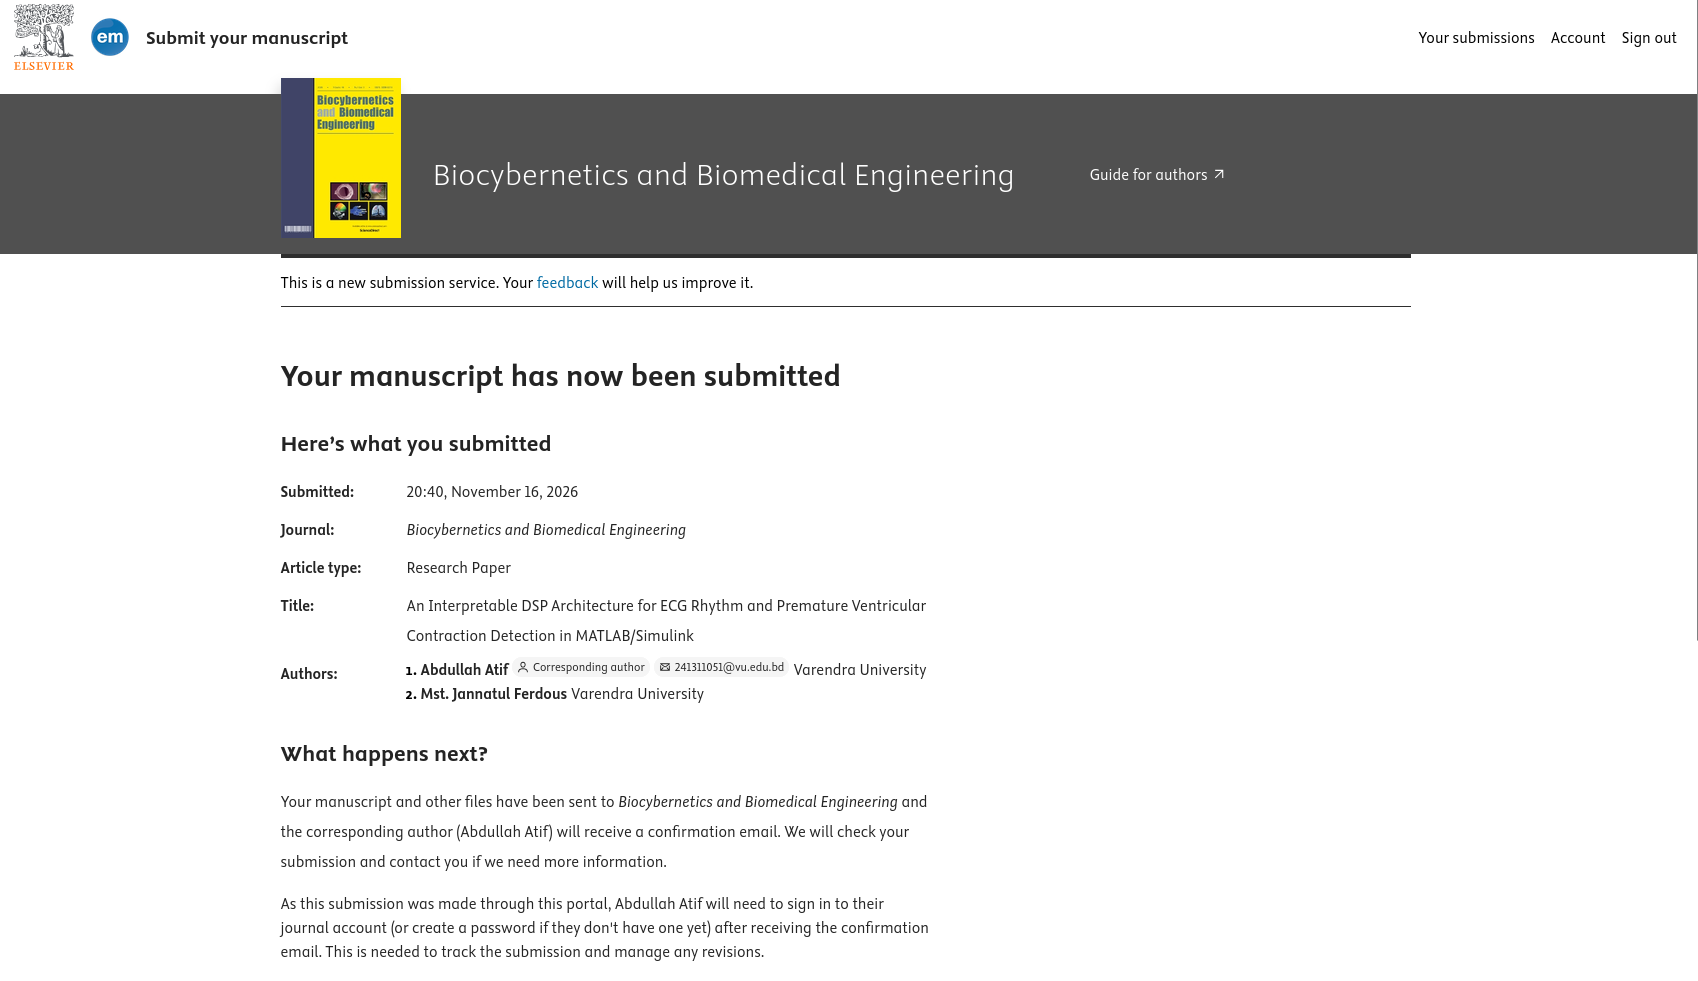 ELSEVIER
em
Submit your manuscript
Your submissions
Account
Sign out
Biocybernetics
and Biomedical
Engineering
Biocybernetics and Biomedical Engineering
Guide for authors ↗
This is a new submission service. Your feedback will help us improve it.
Your manuscript has now been submitted
Here’s what you submitted
Submitted: 20:40, November 16, 2026
Journal: Biocybernetics and Biomedical Engineering
Article type: Research Paper
Title: An Interpretable DSP Architecture for ECG Rhythm and Premature Ventricular
Contraction Detection in MATLAB/Simulink
Authors: 1. Abdullah Atif Corresponding author 241311051@vu.edu.bd Varendra University
2. Mst. Jannatul Ferdous Varendra University
What happens next?
Your manuscript and other files have been sent to Biocybernetics and Biomedical Engineering and
the corresponding author (Abdullah Atif) will receive a confirmation email. We will check your
submission and contact you if we need more information.
As this submission was made through this portal, Abdullah Atif will need to sign in to their
journal account (or create a password if they don't have one yet) after receiving the confirmation
email. This is needed to track the submission and manage any revisions.